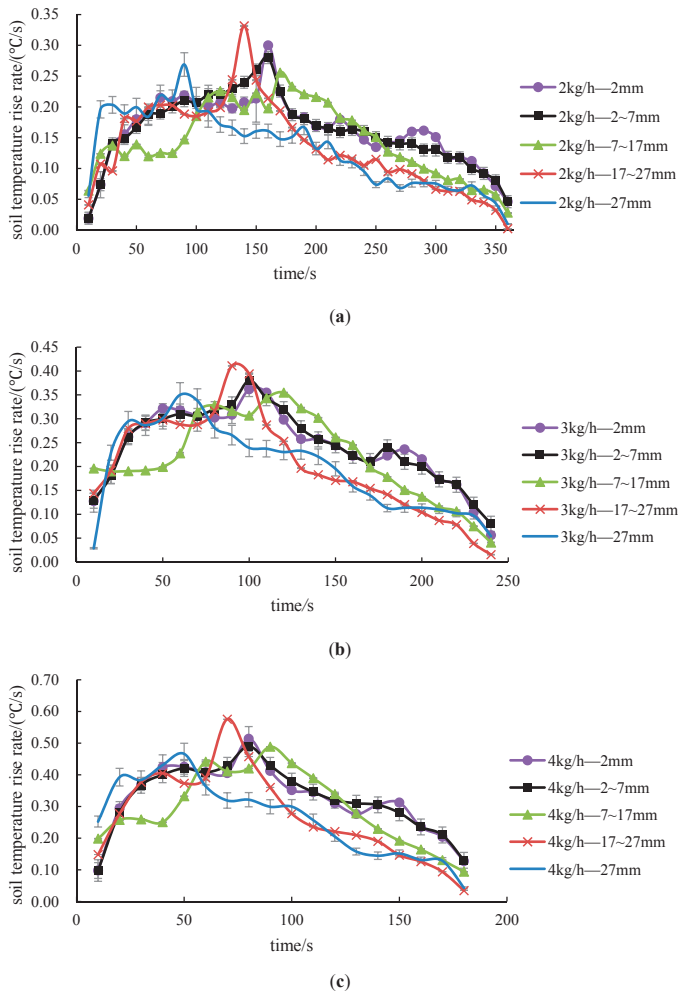 soil temperature rise rate/(℃/s)
0.35
0.30
0.25
0.20
0.15
0.10
0.05
0.00
0 50 100 150 200 250 300 350
time/s
2kg/h—2mm
2kg/h—2~7mm
2kg/h—7~17mm
2kg/h—17~27mm
2kg/h—27mm
(a)
soil temperature rise rate/(℃/s)
0.45
0.40
0.35
0.30
0.25
0.20
0.15
0.10
0.05
0.00
0 50 100 150 200 250
time/s
3kg/h—2mm
3kg/h—2~7mm
3kg/h—7~17mm
3kg/h—17~27mm
3kg/h—27mm
(b)
soil temperature rise rate/(℃/s)
0.70
0.60
0.50
0.40
0.30
0.20
0.10
0.00
0 50 100 150 200
time/s
4kg/h—2mm
4kg/h—2~7mm
4kg/h—7~17mm
4kg/h—17~27mm
4kg/h—27mm
(c)